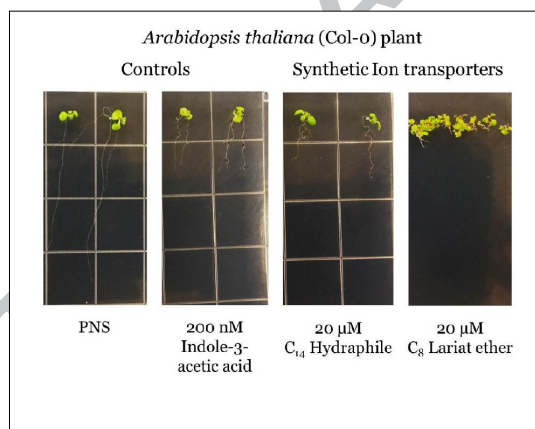 Arabidopsis thaliana (Col-0) plant
Controls
Synthetic Ion transporters
PNS
200 nM
Indole-3-
acetic acid
20 µM
C₁₄ Hydraphile
20 µM
C₈ Lariat ether